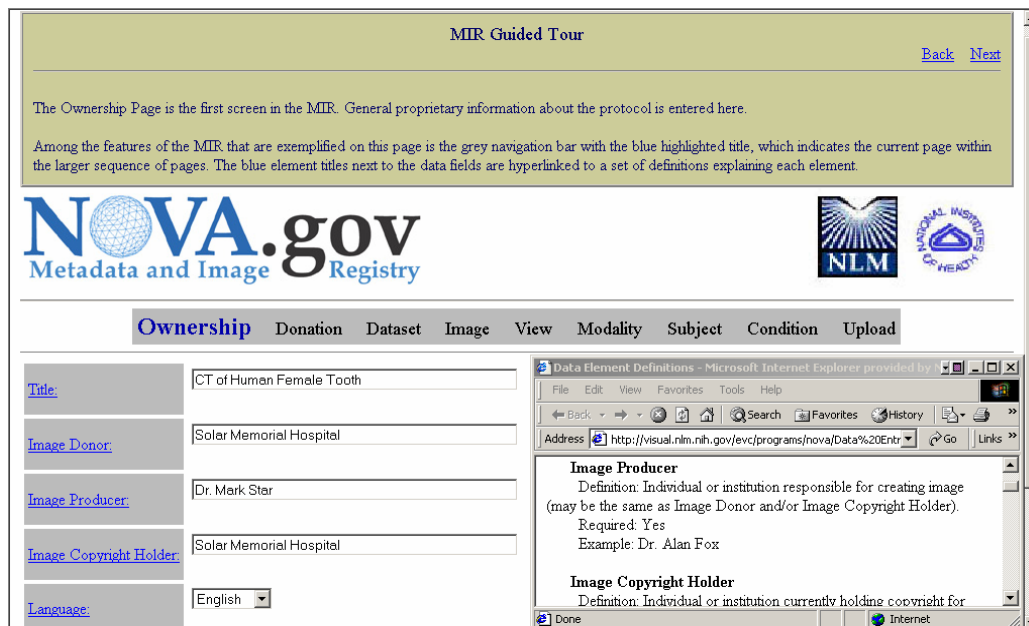 MIR Guided Tour
Back Next
The Ownership Page is the first screen in the MIR. General proprietary information about the protocol is entered here.
Among the features of the MIR that are exemplified on this page is the grey navigation bar with the blue highlighted title, which indicates the current page within
the larger sequence of pages. The blue element titles next to the data fields are hyperlinked to a set of definitions explaining each element.
NOVA.gov
Metadata and Image Registry
NLM
NATIONAL INSTITUTES OF HEALTH
Ownership Donation Dataset Image View Modality Subject Condition Upload
Title: CT of Human Female Tooth
Image Donor: Solar Memorial Hospital
Image Producer: Dr. Mark Star
Image Copyright Holder: Solar Memorial Hospital
Language: English
Data Element Definitions - Microsoft Internet Explorer provided by
File Edit View Favorites Tools Help
Back Search Favorites History »
Address http://visual.nlm.nih.gov/evc/programs/nova/Data%20Entr Go Links »
Image Producer
Definition: Individual or institution responsible for creating image
(may be the same as Image Donor and/or Image Copyright Holder).
Required: Yes
Example: Dr. Alan Fox
Image Copyright Holder
Definition: Individual or institution currently holding copyright for
Done Internet